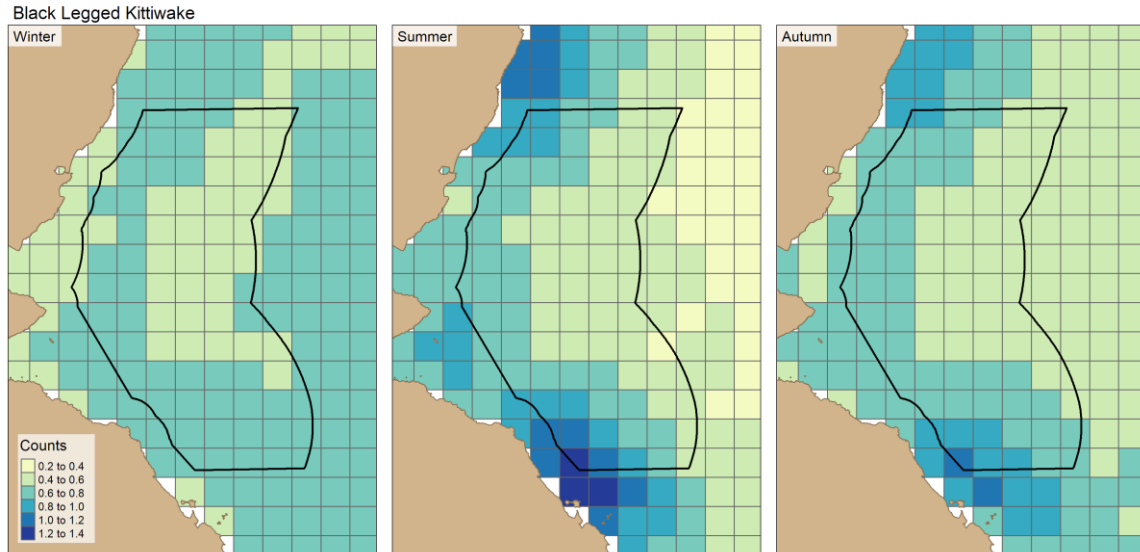 Black Legged Kittiwake
Winter
Summer
Autumn
Counts
0.2 to 0.4
0.4 to 0.6
0.6 to 0.8
0.8 to 1.0
1.0 to 1.2
1.2 to 1.4